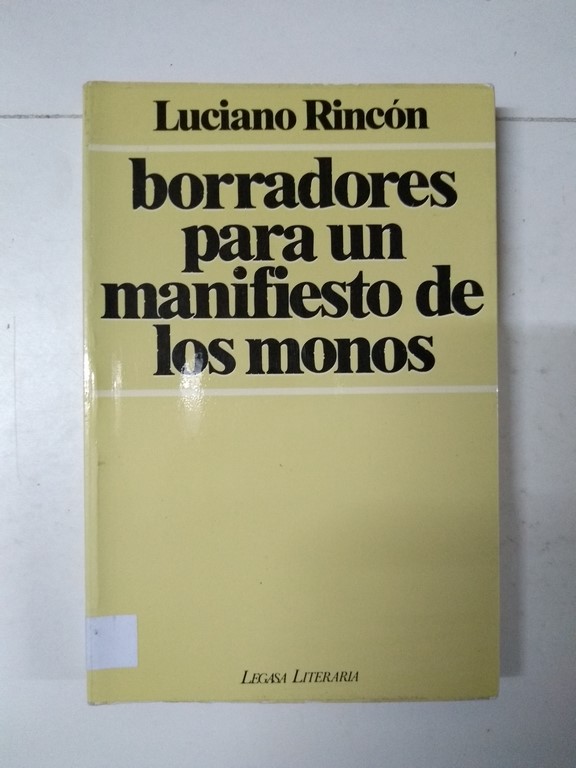 Luciano Rincón
borradores
para un
manifiesto de
los monos
LEGASA LITERARIA